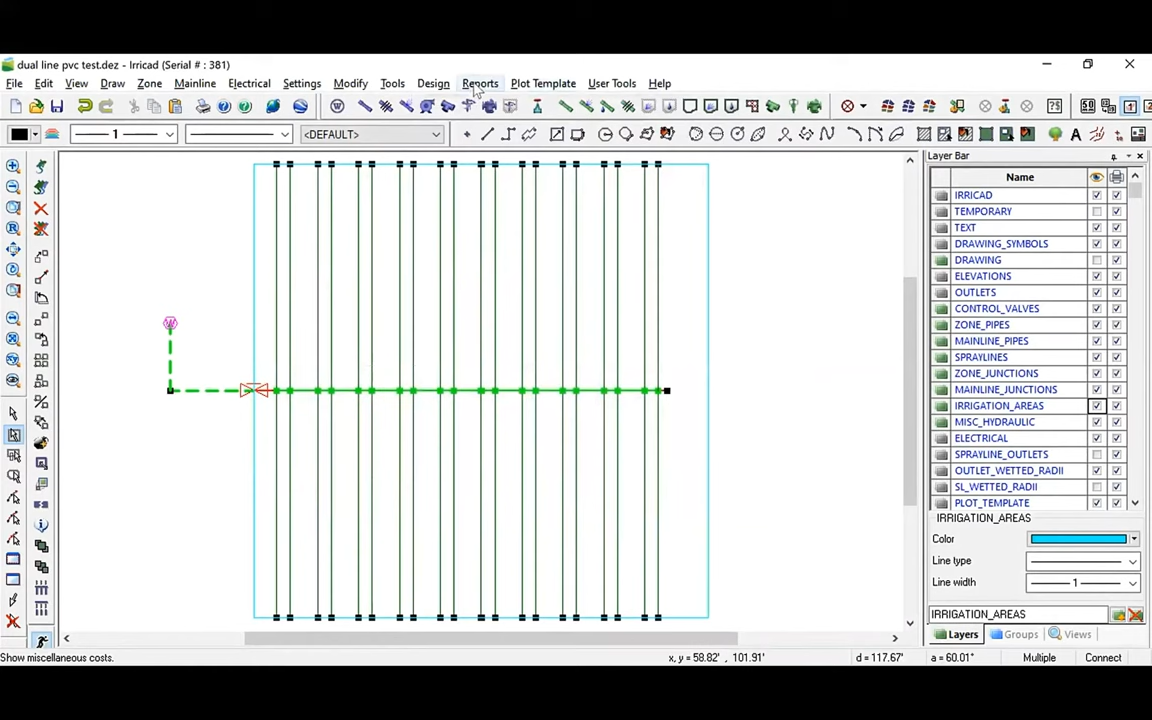 dual line pvc test.dez - Irricad (Serial # : 381)
File Edit View Draw Zone Mainline Electrical Settings Modify Tools Design Reports Plot Template User Tools Help
1 <DEFAULT>
Layer Bar
Name
IRRICAD
TEMPORARY
TEXT
DRAWING_SYMBOLS
DRAWING
ELEVATIONS
OUTLETS
CONTROL_VALVES
ZONE_PIPES
MAINLINE_PIPES
SPRAYLINES
ZONE_JUNCTIONS
MAINLINE_JUNCTIONS
IRRIGATION_AREAS
MISC_HYDRAULIC
ELECTRICAL
SPRAYLINE_OUTLETS
OUTLET_WETTED_RADII
SL_WETTED_RADII
PLOT_TEMPLATE
IRRIGATION_AREAS
Color
Line type
Line width 1
IRRIGATION_AREAS
Layers Groups Views
Show miscellaneous costs. x, y = 58.82' , 101.91' d = 117.67' a = 60.01° Multiple Connect